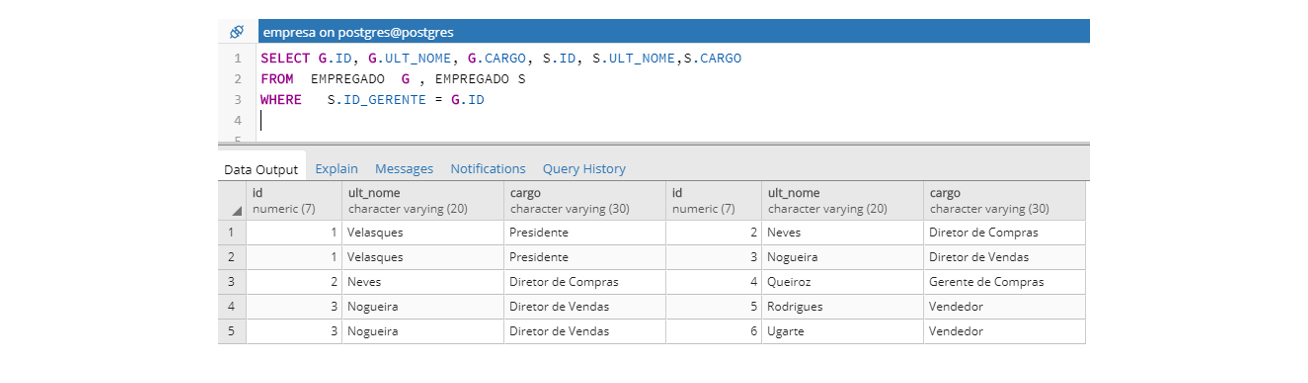 empresa on postgres@postgres
1 SELECT G.ID, G.ULT_NOME, G.CARGO, S.ID, S.ULT_NOME,S.CARGO
2 FROM EMPREGADO G , EMPREGADO S
3 WHERE S.ID_GERENTE = G.ID
4
5
Data Output Explain Messages Notifications Query History
id ult_nome cargo id ult_nome cargo
numeric (7) character varying (20) character varying (30) numeric (7) character varying (20) character varying (30)
1 1 Velasques Presidente 2 Neves Diretor de Compras
2 1 Velasques Presidente 3 Nogueira Diretor de Vendas
3 2 Neves Diretor de Compras 4 Queiroz Gerente de Compras
4 3 Nogueira Diretor de Vendas 5 Rodrigues Vendedor
5 3 Nogueira Diretor de Vendas 6 Ugarte Vendedor